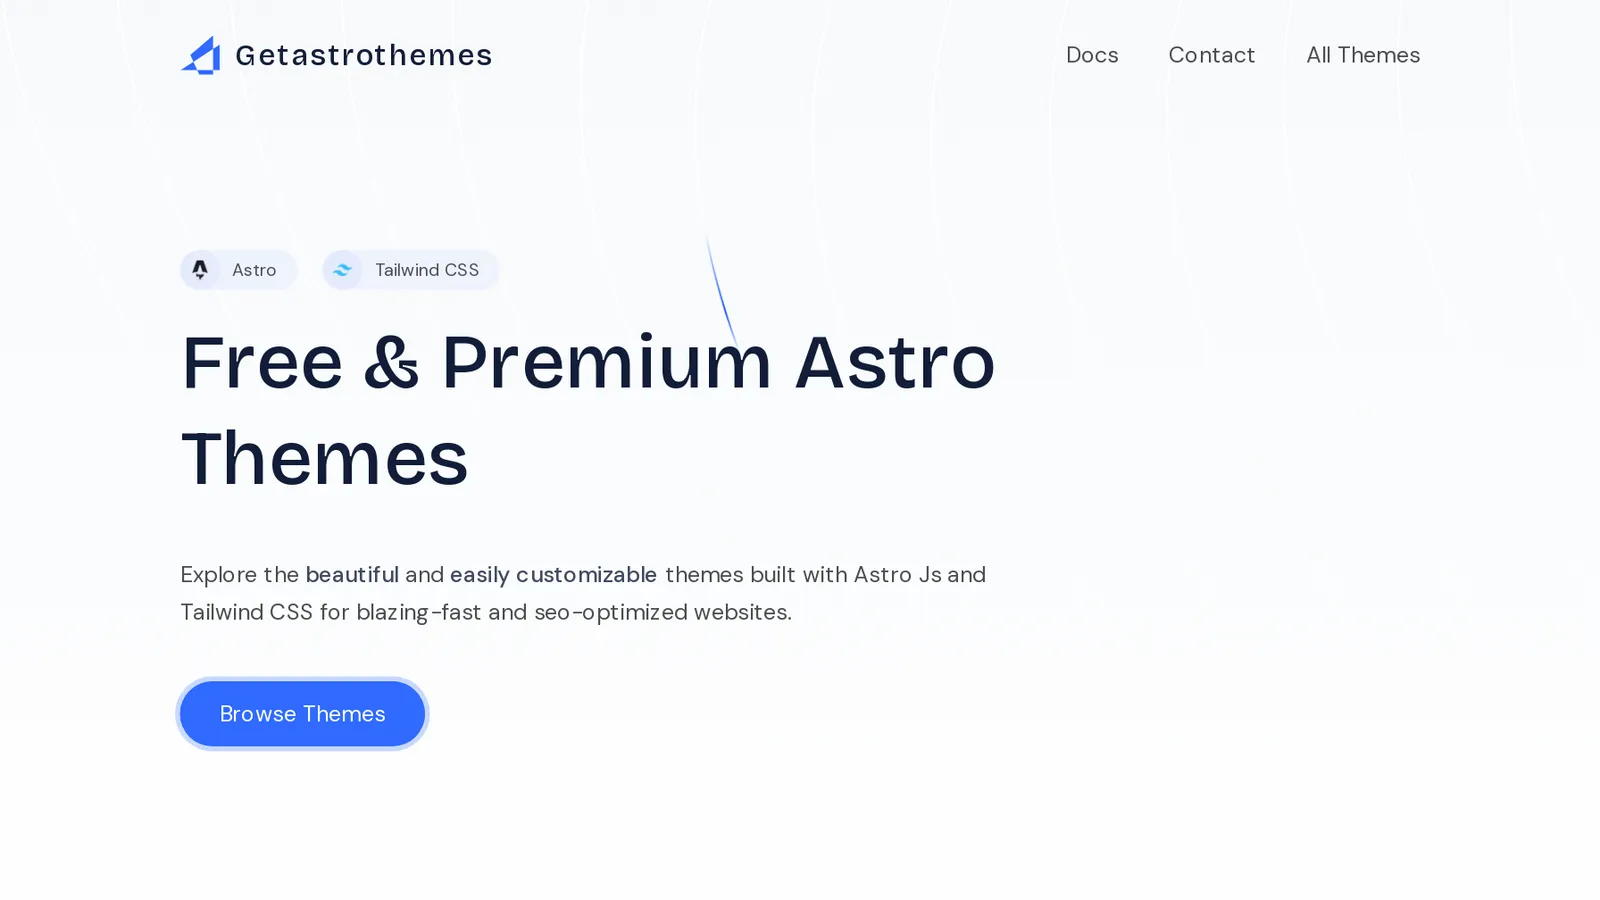 Getastrothemes
Docs
Contact
All Themes
Astro
Tailwind CSS
Free & Premium Astro
Themes
Explore the beautiful and easily customizable themes built with Astro Js and
Tailwind CSS for blazing-fast and seo-optimized websites.
Browse Themes